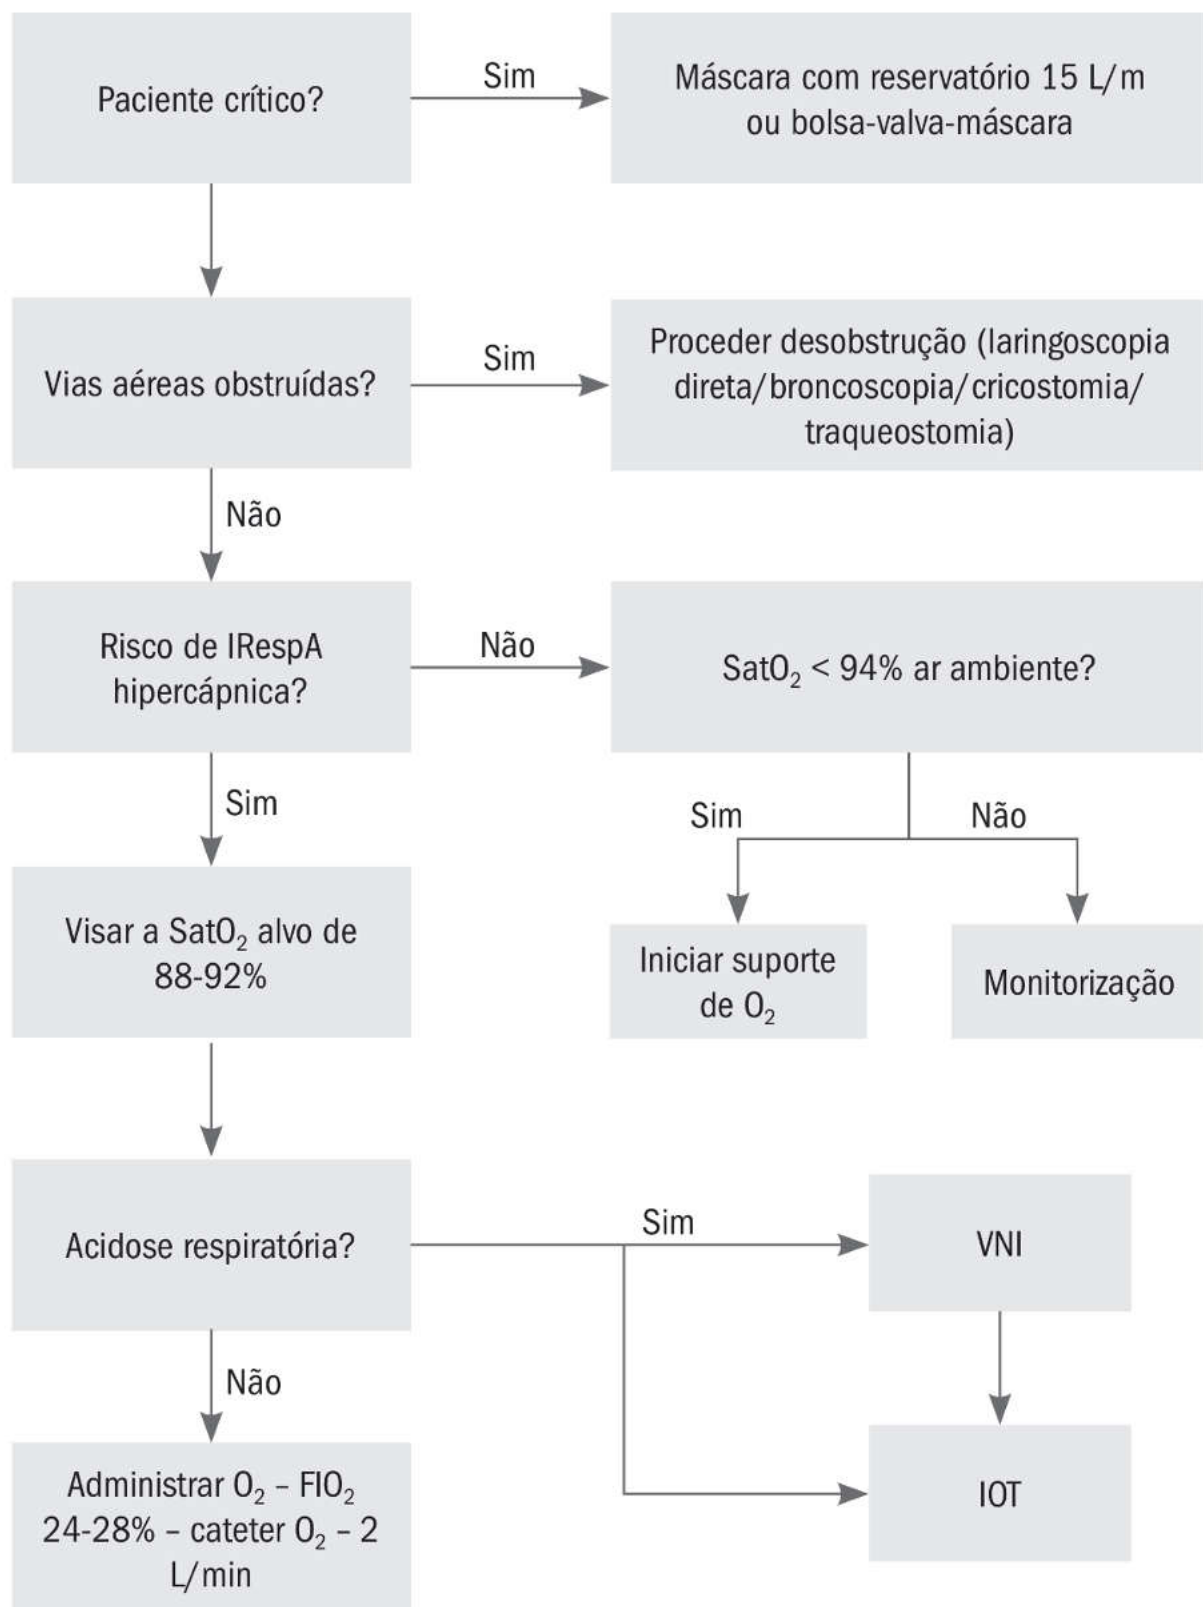 Paciente crítico?
Sim
Máscara com reservatório 15 L/m
ou bolsa-valva-máscara
Vias aéreas obstruídas?
Sim
Proceder desobstrução (laringoscopia
direta/broncoscopia/cricostomia/
traqueostomia)
Não
Risco de IRespA
hipercápnica?
Não
SatO₂ < 94% ar ambiente?
Sim
Sim
Não
Visar a SatO₂ alvo de
88-92%
Iniciar suporte
de O₂
Monitorização
Acidose respiratória?
Sim
VNI
Não
Administrar O₂ – FIO₂
24-28% – cateter O₂ – 2
L/min
IOT